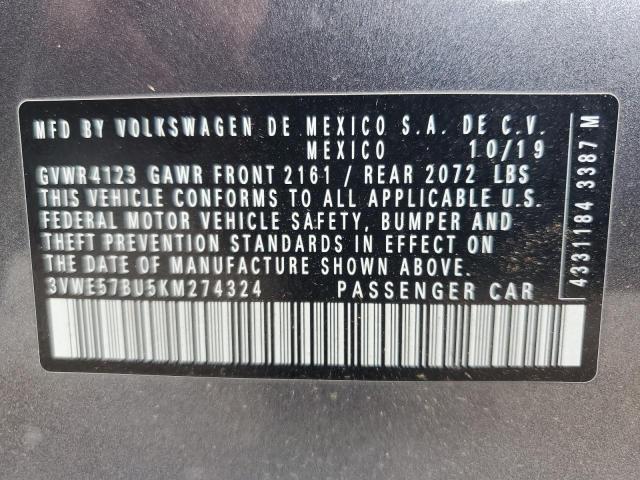 MFD BY VOLKSWAGEN DE MEXICO S.A. DE C.V.
MEXICO 10/19
GVWR4123 GAWR FRONT 2161 / REAR 2072 LBS
THIS VEHICLE CONFORMS TO ALL APPLICABLE U.S.
FEDERAL MOTOR VEHICLE SAFETY, BUMPER AND
THEFT PREVENTION STANDARDS IN EFFECT ON
THE DATE OF MANUFACTURE SHOWN ABOVE.
3VWE57BU5KM274324 PASSENGER CAR
4331184 3387 M